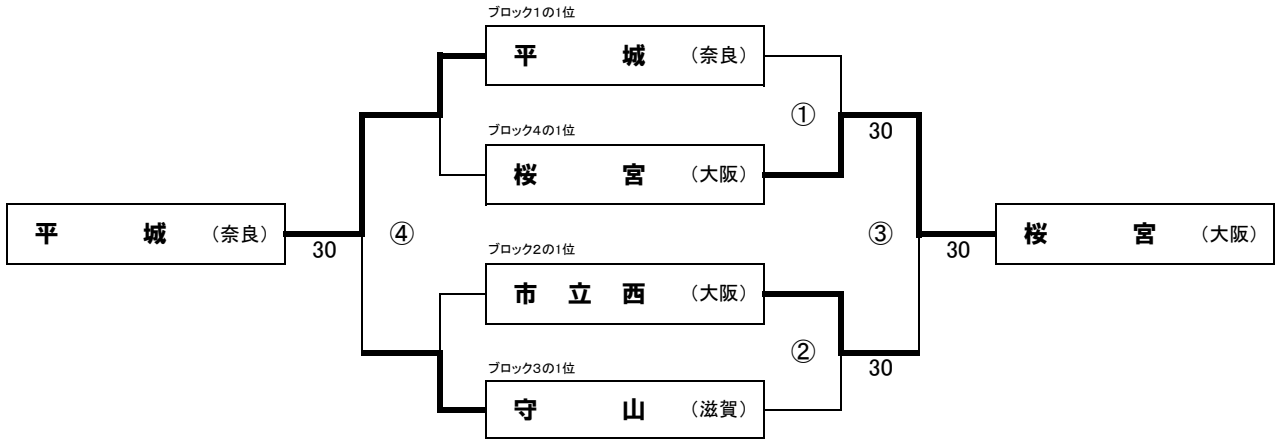 ブロック1の1位
平 城 (奈良)
①
30
ブロック4の1位
桜 宮 (大阪)
平 城 (奈良)
30
④
③
30
桜 宮 (大阪)
ブロック2の1位
市 立 西 (大阪)
②
30
ブロック3の1位
守 山 (滋賀)